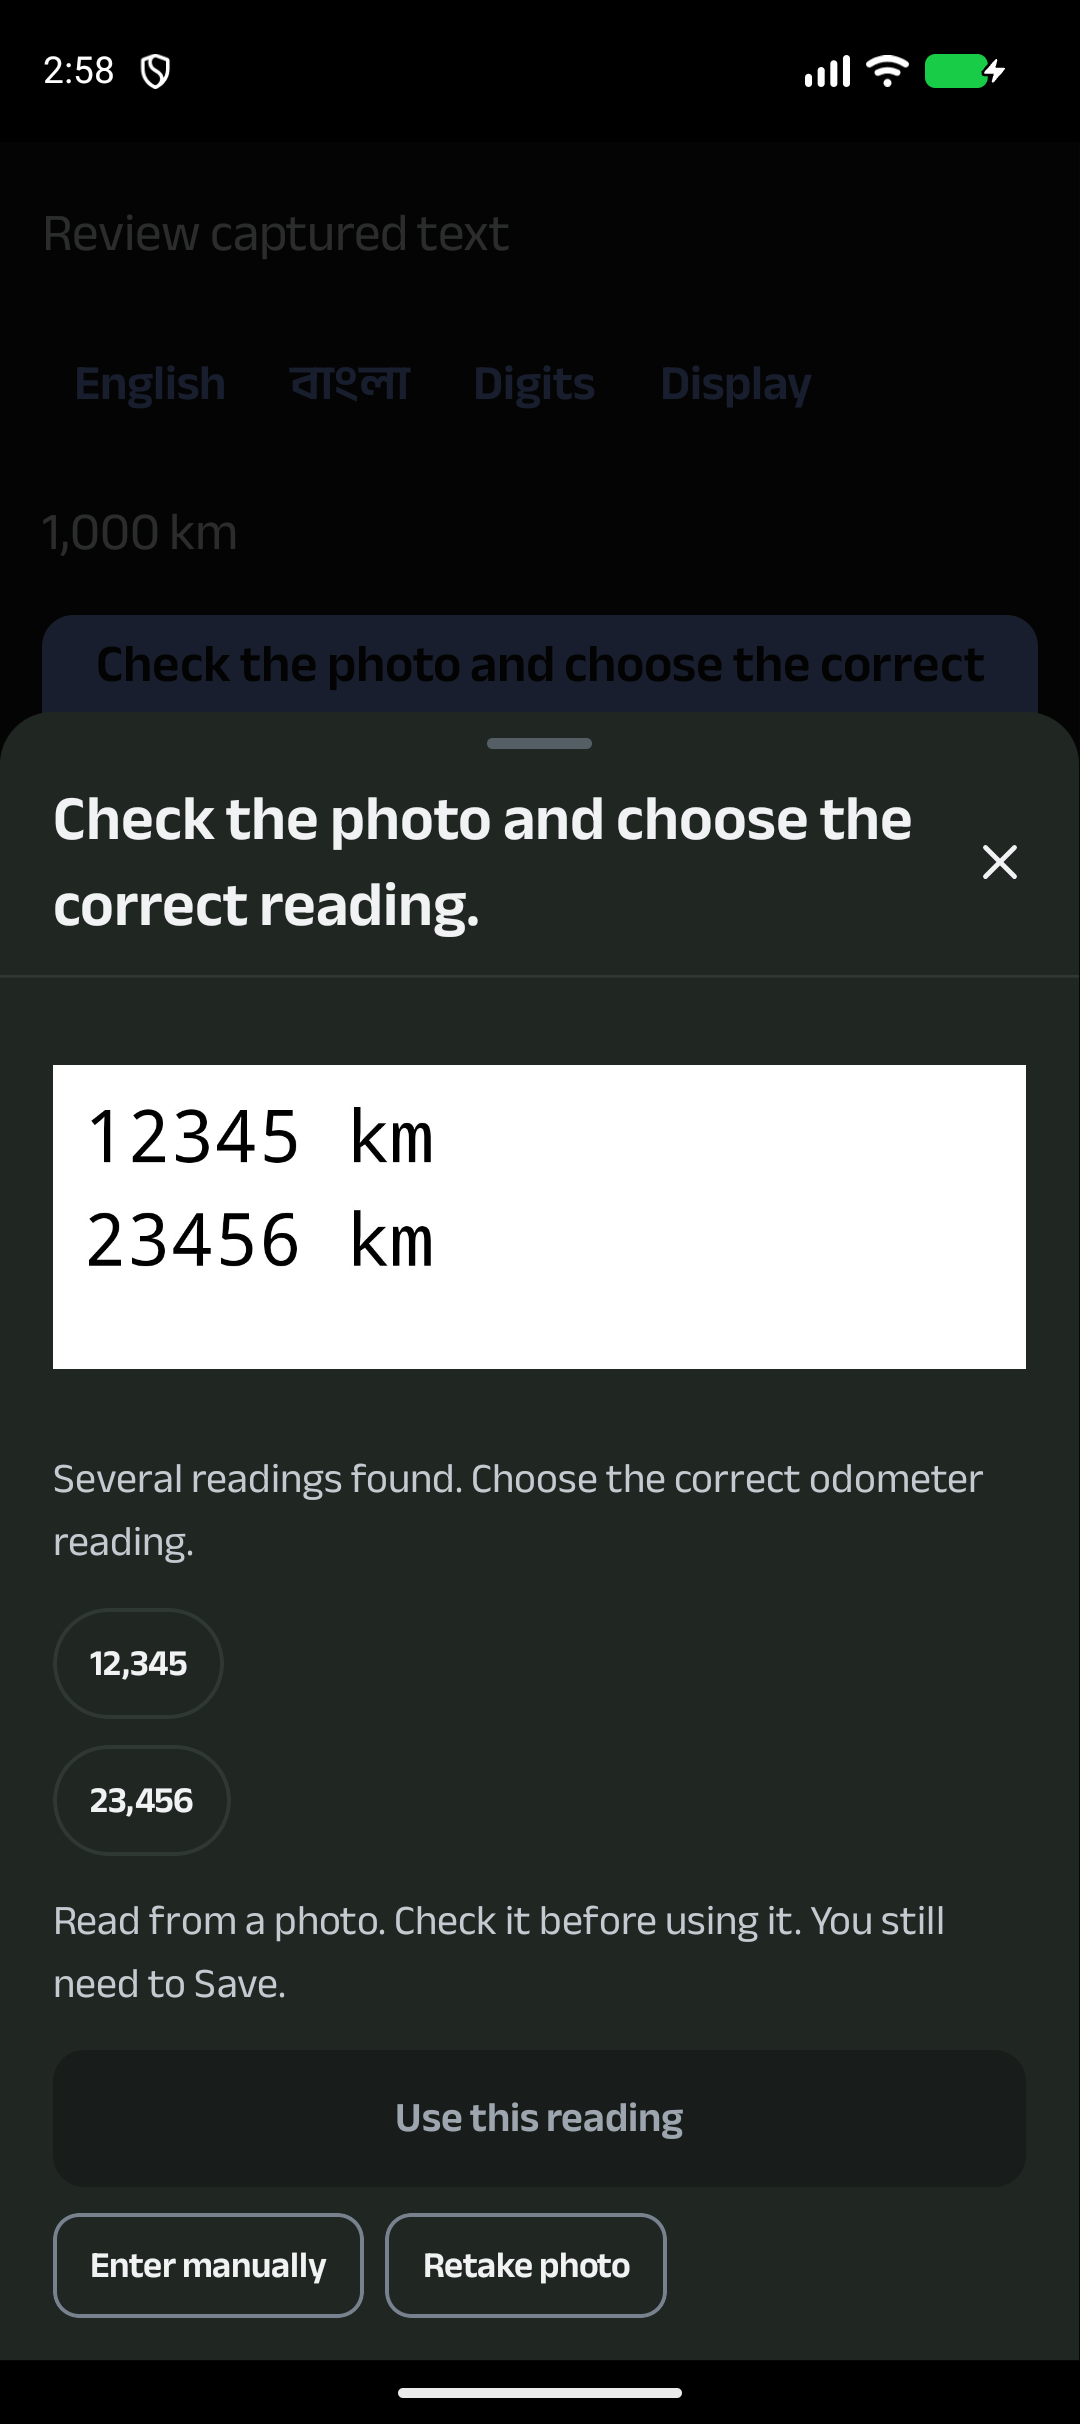 2:58
Review captured text
English বাংলা Digits Display
1,000 km
Check the photo and choose the correct
Check the photo and choose the
correct reading.
12345 km
23456 km
Several readings found. Choose the correct odometer
reading.
12,345
23,456
Read from a photo. Check it before using it. You still
need to Save.
Use this reading
Enter manually Retake photo